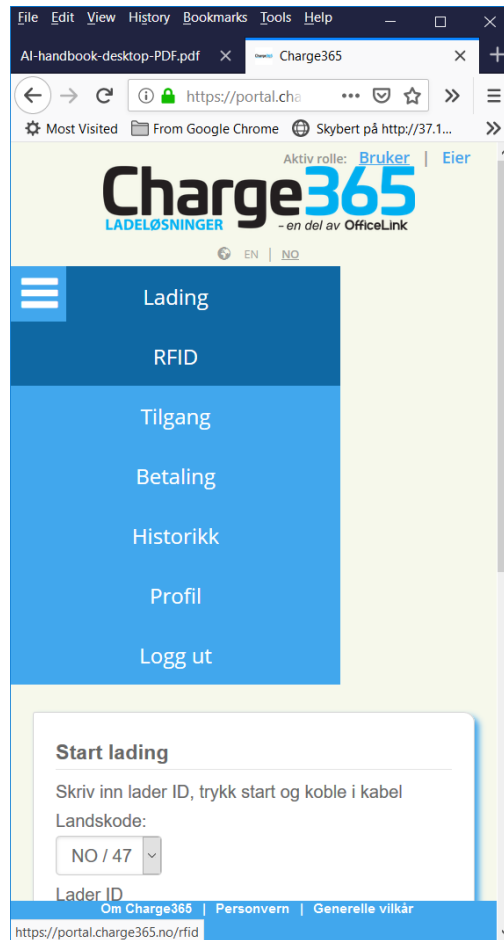 File Edit View History Bookmarks Tools Help
AI-handbook-desktop-PDF.pdf Charge365
https://portal.cha
Most Visited From Google Chrome Skybert på http://37.1...
Aktiv rolle: Bruker | Eier
Charge365
LADELØSNINGER - en del av OfficeLink
EN | NO
Lading
RFID
Tilgang
Betaling
Historikk
Profil
Logg ut
Start lading
Skriv inn lader ID, trykk start og koble i kabel
Landskode:
NO / 47
Lader ID
Om Charge365 | Personvern | Generelle vilkår
https://portal.charge365.no/rfid